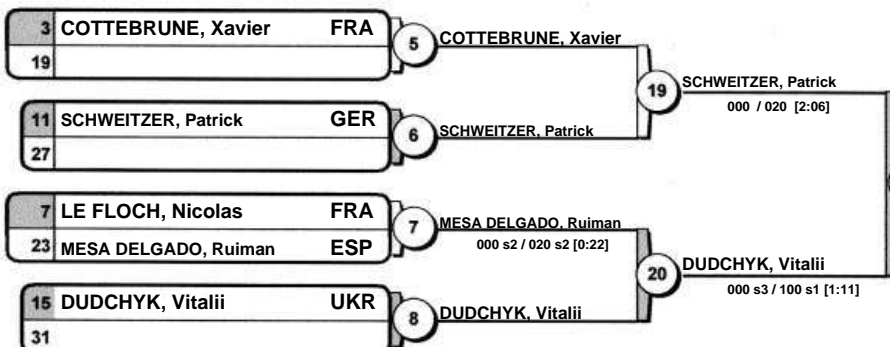 3 COTTEBRUNE, Xavier FRA
19
5
COTTEBRUNE, Xavier
11 SCHWEITZER, Patrick GER
27
6
SCHWEITZER, Patrick
19
SCHWEITZER, Patrick
000 / 020 [2:06]
7 LE FLOCH, Nicolas FRA
23 MESA DELGADO, Ruiman ESP
7
MESA DELGADO, Ruiman
000 s2 / 020 s2 [0:22]
15 DUDCHYK, Vitalii UKR
31
8
DUDCHYK, Vitalii
20
DUDCHYK, Vitalii
000 s3 / 100 s1 [1:11]